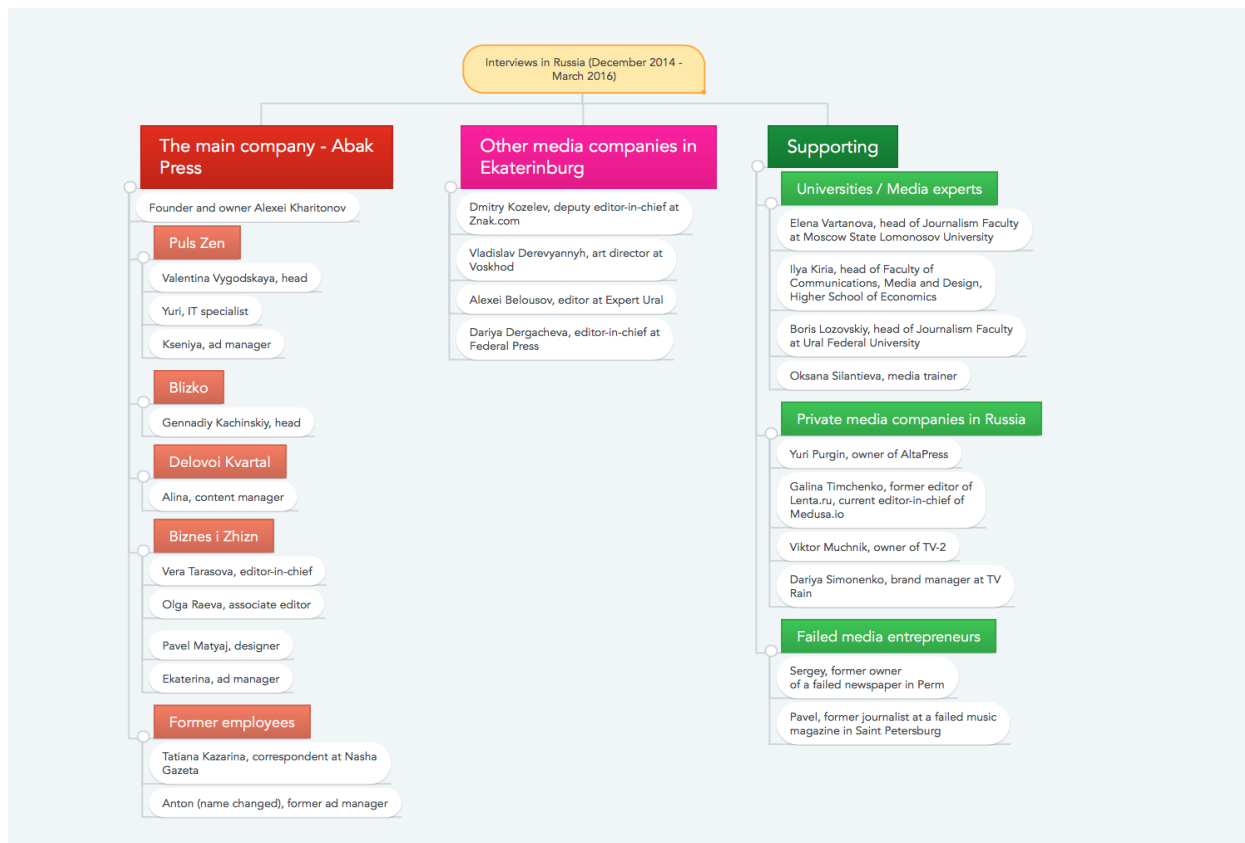 Interviews in Russia (December 2014 -
March 2016)
The main company - Abak
Press
Founder and owner Alexei Kharitonov
Puls Zen
Valentina Vygodskaya, head
Yuri, IT specialist
Kseniya, ad manager
Blizko
Gennadiy Kachinskiy, head
Delovoi Kvartal
Alina, content manager
Biznes i Zhizn
Vera Tarasova, editor-in-chief
Olga Raeva, associate editor
Pavel Matyaj, designer
Ekaterina, ad manager
Former employees
Tatiana Kazarina, correspondent at Nasha
Gazeta
Anton (name changed), former ad manager
Other media companies in
Ekaterinburg
Dmitry Kozelev, deputy editor-in-chief at
Znak.com
Vladislav Derevyannyh, art director at
Voskhod
Alexei Belousov, editor at Expert Ural
Dariya Dergacheva, editor-in-chief at
Federal Press
Supporting
Universities / Media experts
Elena Vartanova, head of Journalism Faculty
at Moscow State Lomonosov University
Ilya Kiria, head of Faculty of
Communications, Media and Design,
Higher School of Economics
Boris Lozovskiy, head of Journalism Faculty
at Ural Federal University
Oksana Silantieva, media trainer
Private media companies in Russia
Yuri Purgin, owner of AltaPress
Galina Timchenko, former editor of
Lenta.ru, current editor-in-chief of
Medusa.io
Viktor Muchnik, owner of TV-2
Dariya Simonenko, brand manager at TV
Rain
Failed media entrepreneurs
Sergey, former owner
of a failed newspaper in Perm
Pavel, former journalist at a failed music
magazine in Saint Petersburg